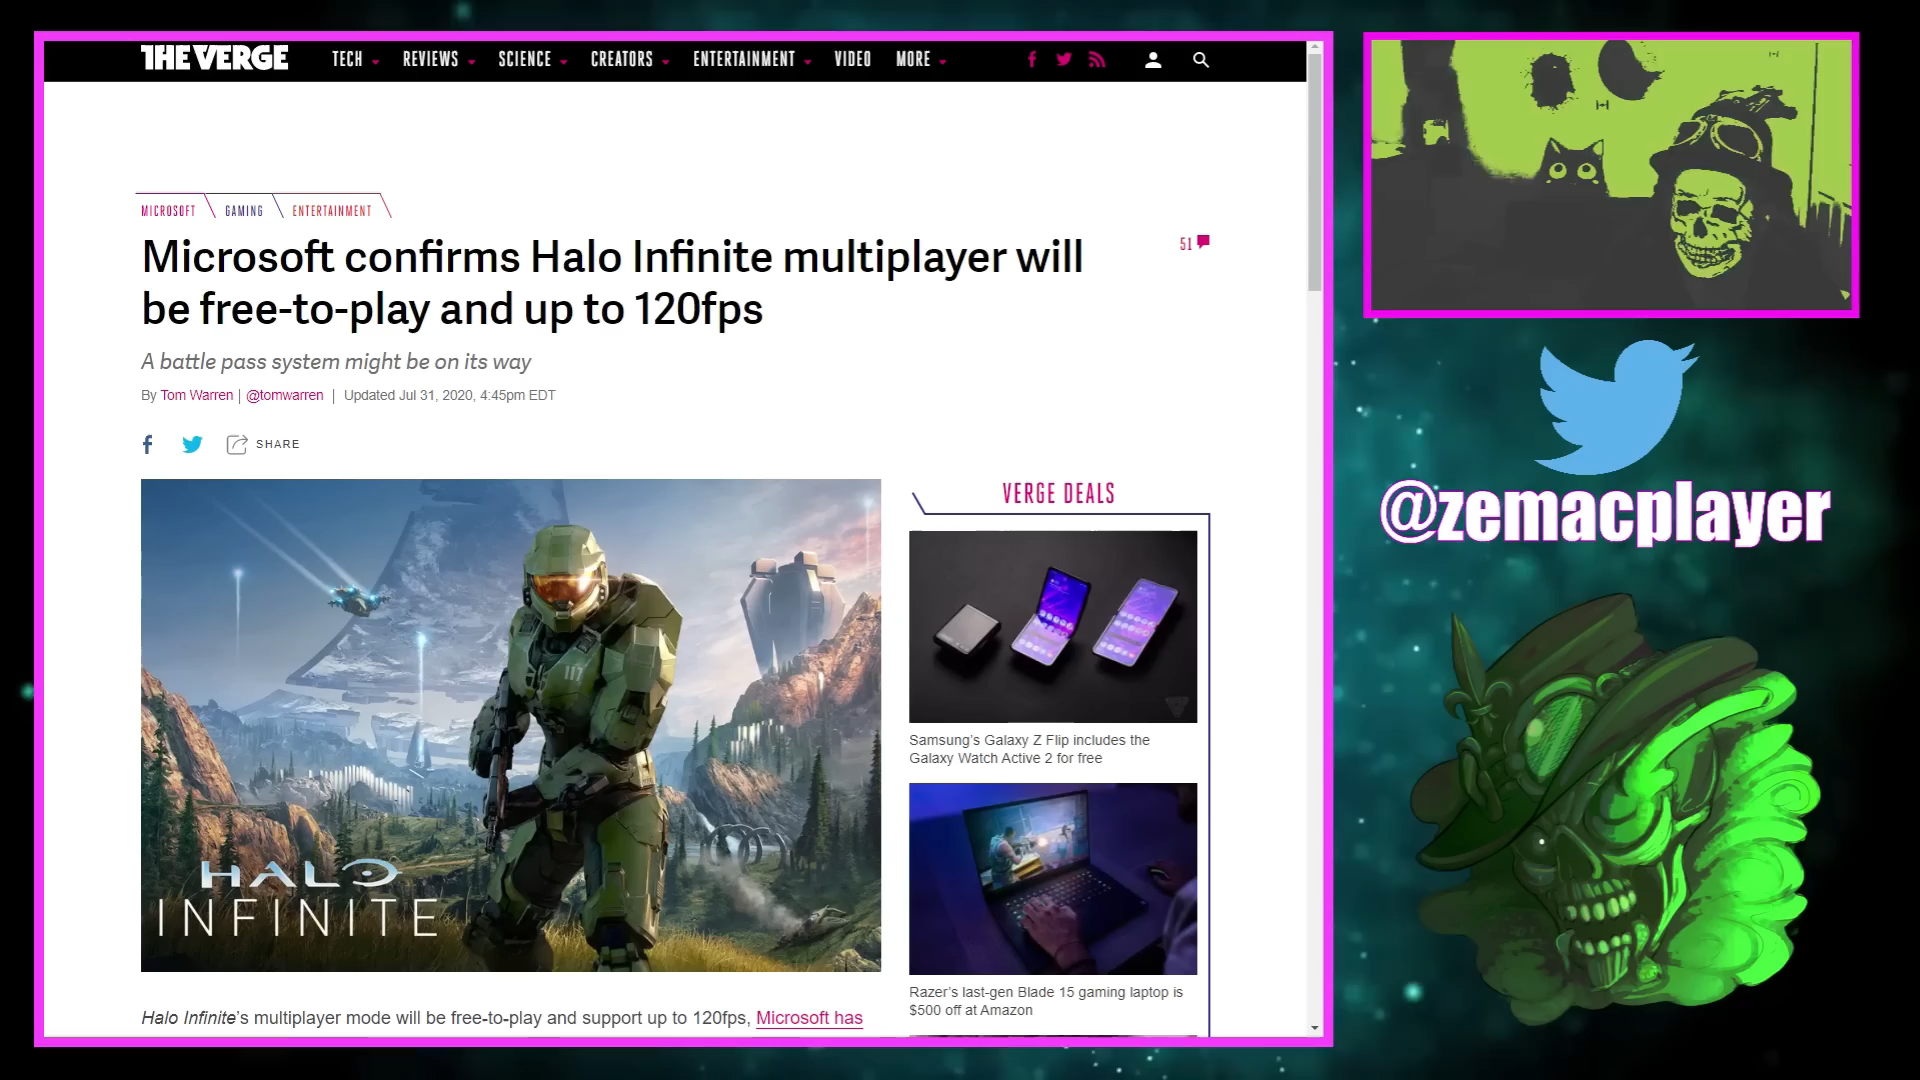 THE VERGE
TECH REVIEWS SCIENCE CREATORS ENTERTAINMENT VIDEO MORE
MICROSOFT GAMING ENTERTAINMENT
Microsoft confirms Halo Infinite multiplayer will
be free-to-play and up to 120fps
51
A battle pass system might be on its way
By Tom Warren | @tomwarren | Updated Jul 31, 2020, 4:45pm EDT
SHARE
117
HALO
INFINITE
Halo Infinite's multiplayer mode will be free-to-play and support up to 120fps, Microsoft has
VERGE DEALS
Samsung's Galaxy Z Flip includes the
Galaxy Watch Active 2 for free
Razer's last-gen Blade 15 gaming laptop is
$500 off at Amazon
@zemacplayer